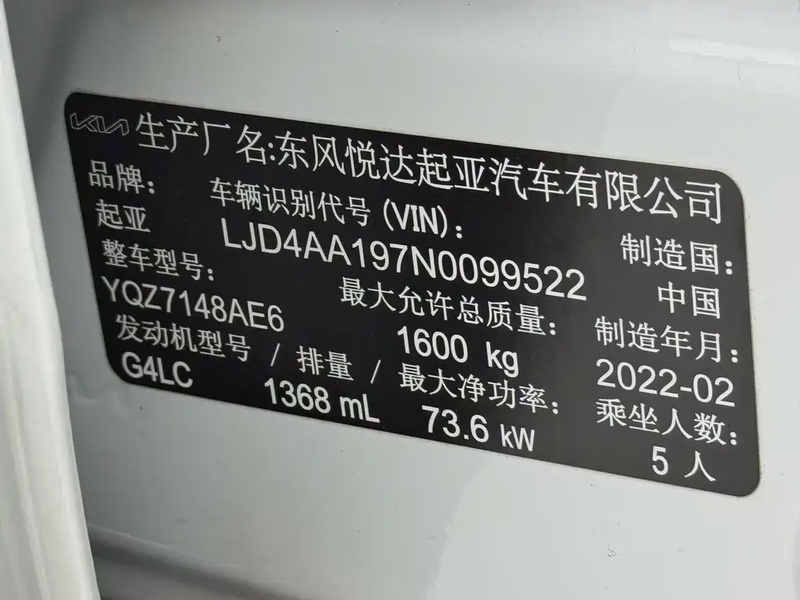 KIA 生产厂名:东风悦达起亚汽车有限公司
品牌: 车辆识别代号(VIN): 制造国:
起亚 LJD4AA197N0099522 中国
整车型号: 最大允许总质量: 制造年月:
YQZ7148AE6 1600 kg 2022-02
发动机型号 / 排量 / 最大净功率: 乘坐人数:
G4LC 1368 mL 73.6 kW 5 人